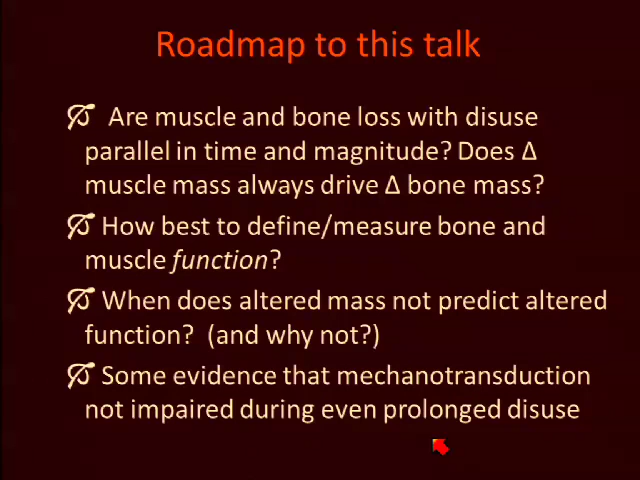 Roadmap to this talk
Are muscle and bone loss with disuse
parallel in time and magnitude? Does Δ
muscle mass always drive Δ bone mass?
How best to define/measure bone and
muscle function?
When does altered mass not predict altered
function?  (and why not?)
Some evidence that mechanotransduction
not impaired during even prolonged disuse